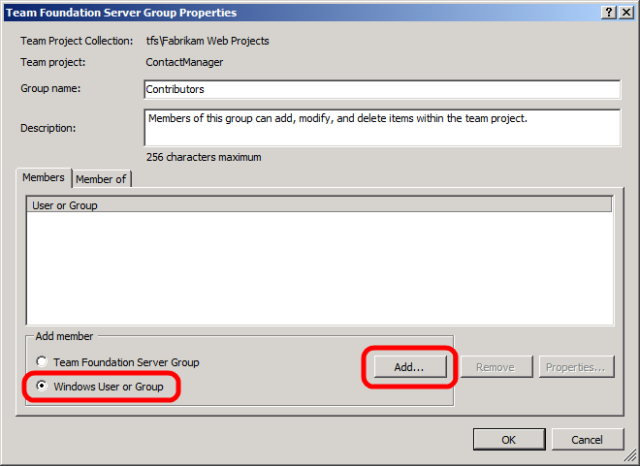 Team Foundation Server Group Properties
Team Project Collection: tfs\Fabrikam Web Projects
Team project: ContactManager
Group name: Contributors
Description: Members of this group can add, modify, and delete items within the team project.
256 characters maximum
Members Member of
User or Group
Add member
Team Foundation Server Group
Add... Remove Properties...
Windows User or Group
OK Cancel